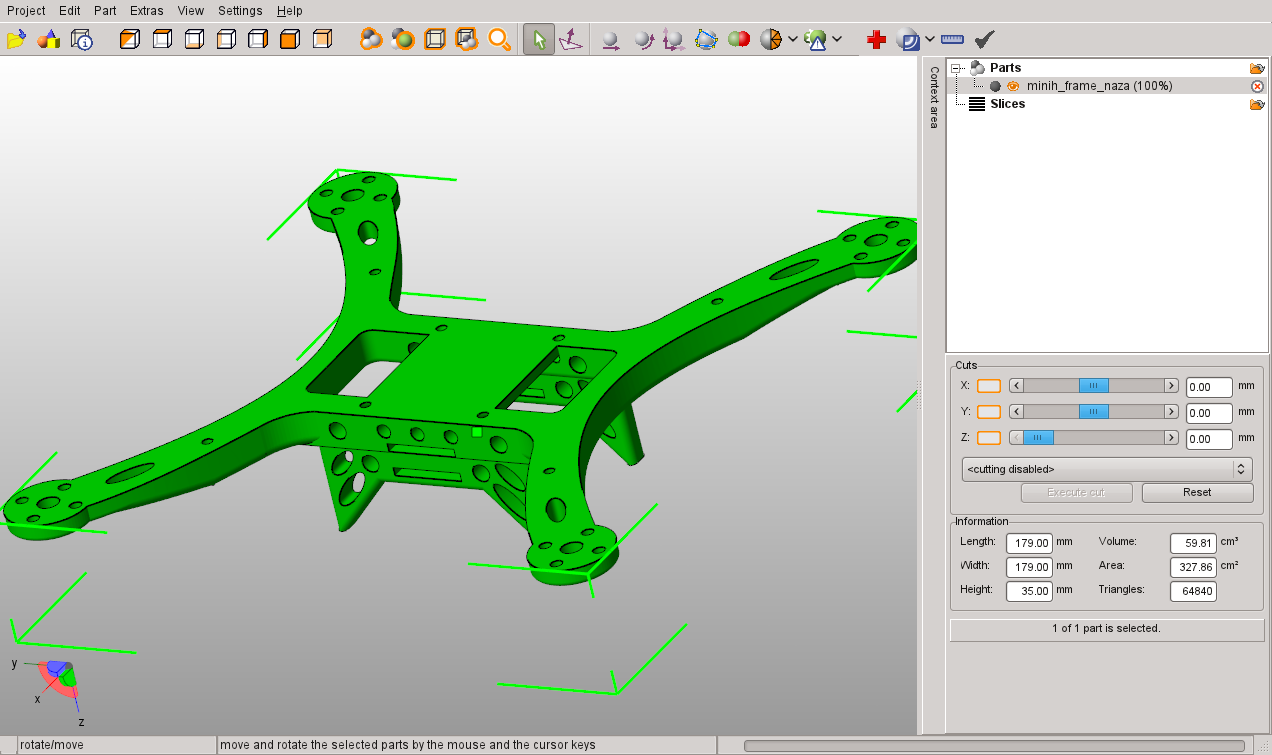 Project Edit Part Extras View Settings Help
Context area
Parts
minih_frame_naza (100%)
Slices
Cuts
X: 0.00 mm
Y: 0.00 mm
Z: 0.00 mm
<cutting disabled>
Execute cut Reset
Information
Length: 179.00 mm Volume: 59.81 cm³
Width: 179.00 mm Area: 327.86 cm²
Height: 35.00 mm Triangles: 64840
1 of 1 part is selected.
y
x
z
rotate/move move and rotate the selected parts by the mouse and the cursor keys